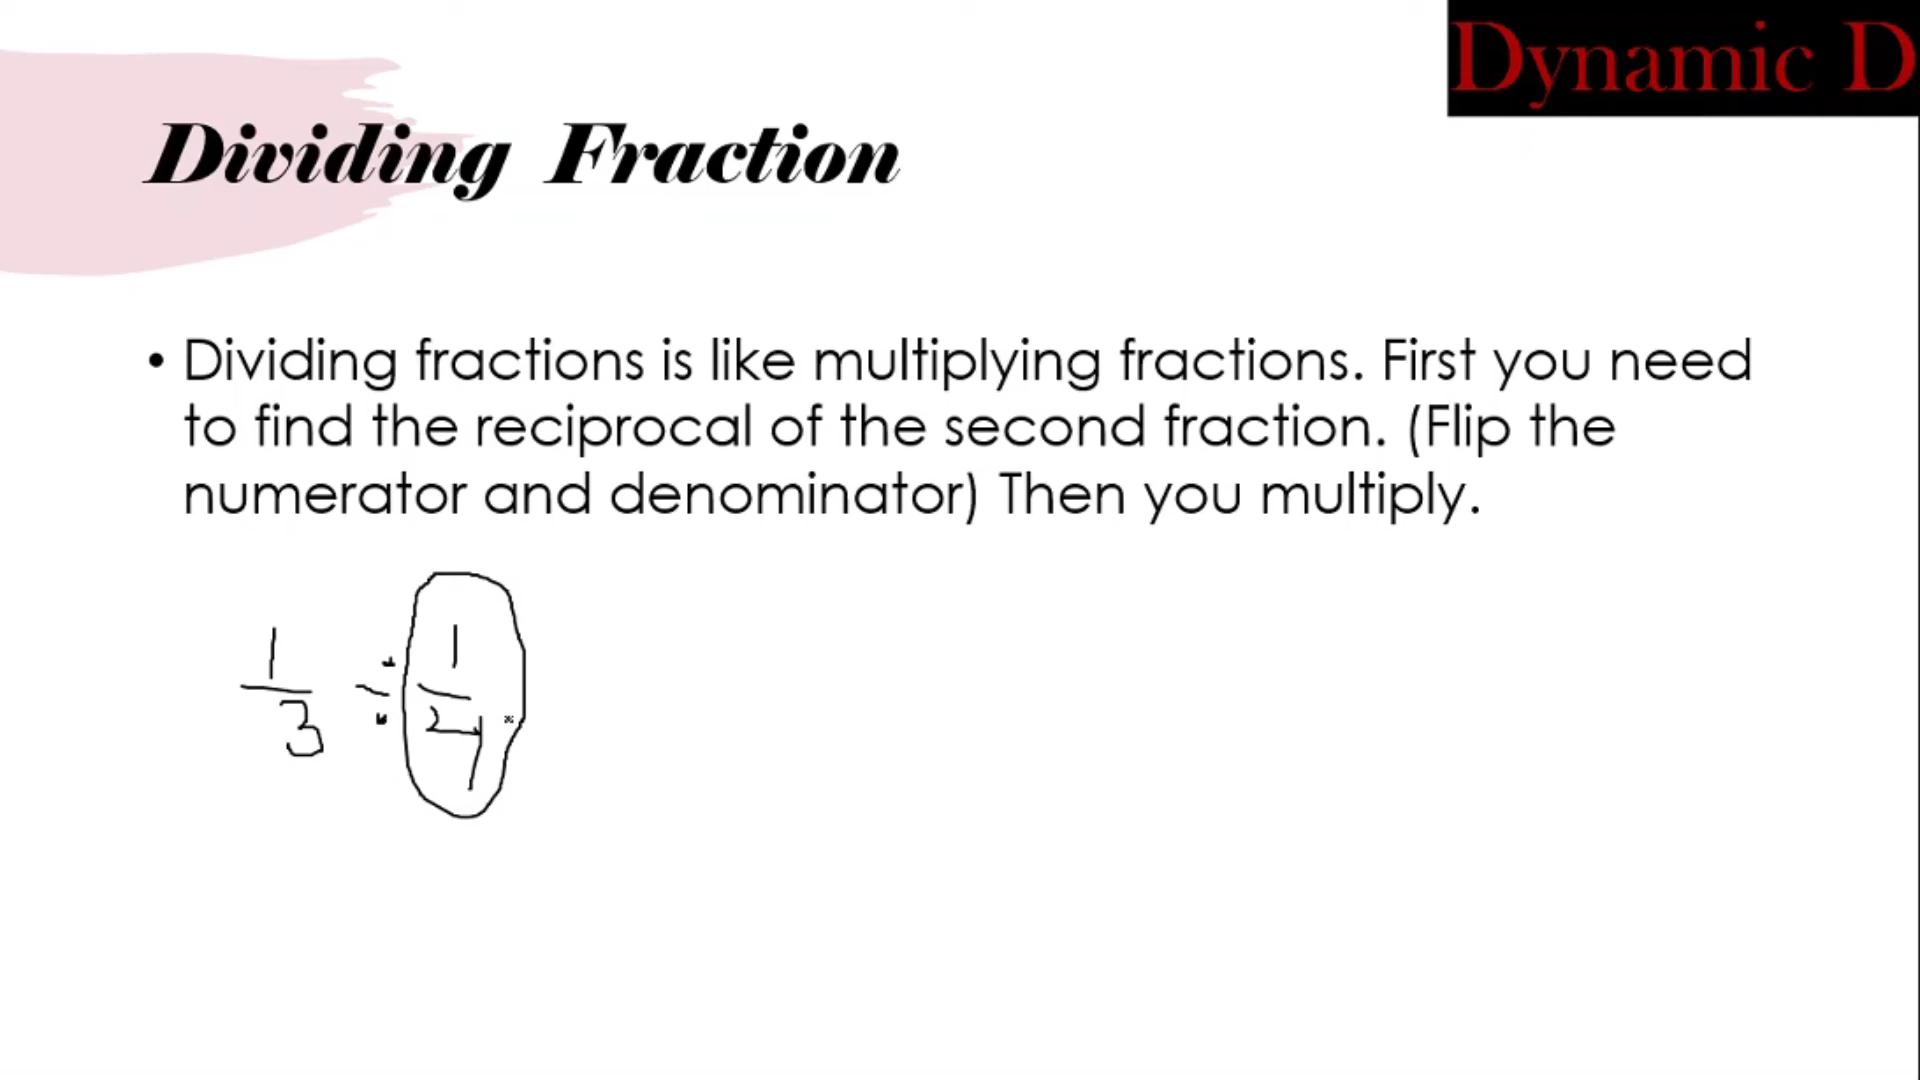 Dynamic D
Dividing Fraction
• Dividing fractions is like multiplying fractions. First you need
to find the reciprocal of the second fraction. (Flip the
numerator and denominator) Then you multiply.
1/3 ÷ 1/4